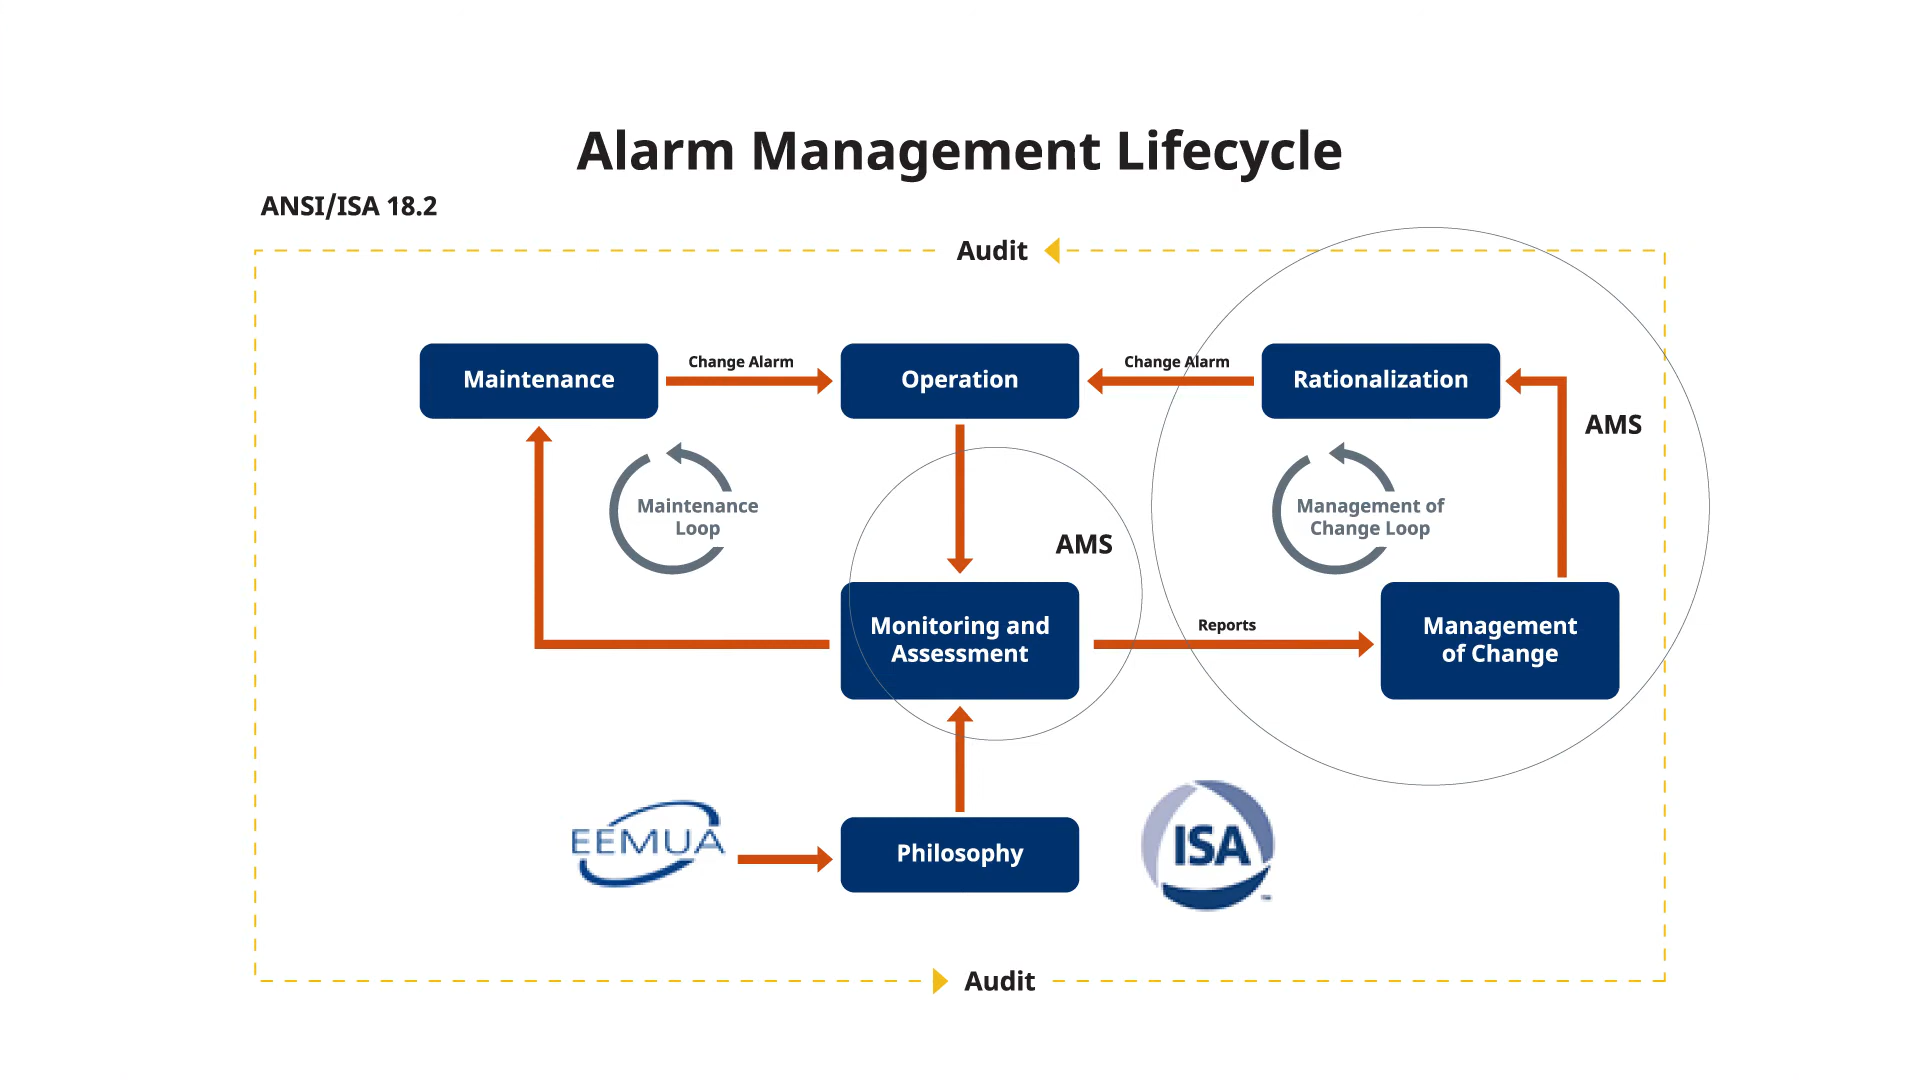 Alarm Management Lifecycle
ANSI/ISA 18.2
Audit
Maintenance
Change Alarm
Operation
Change Alarm
Rationalization
AMS
Maintenance
Loop
Management of
Change Loop
AMS
Monitoring and
Assessment
Reports
Management
of Change
EEMUA
Philosophy
ISA
Audit